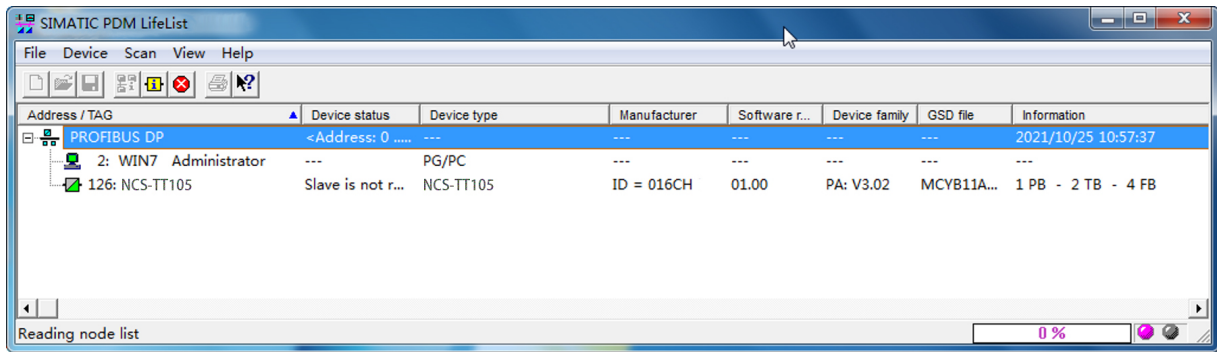 SIMATIC PDM LifeList
File Device Scan View Help
Address / TAG Device status Device type Manufacturer Software r... Device family GSD file Information
PROFIBUS DP <Address: 0 ..... --- --- --- --- --- 2021/10/25 10:57:37
2: WIN7 Administrator --- PG/PC --- --- --- --- ---
126: NCS-TT105 Slave is not r... NCS-TT105 ID = 016CH 01.00 PA: V3.02 MCYB11A... 1 PB - 2 TB - 4 FB
Reading node list 0 %